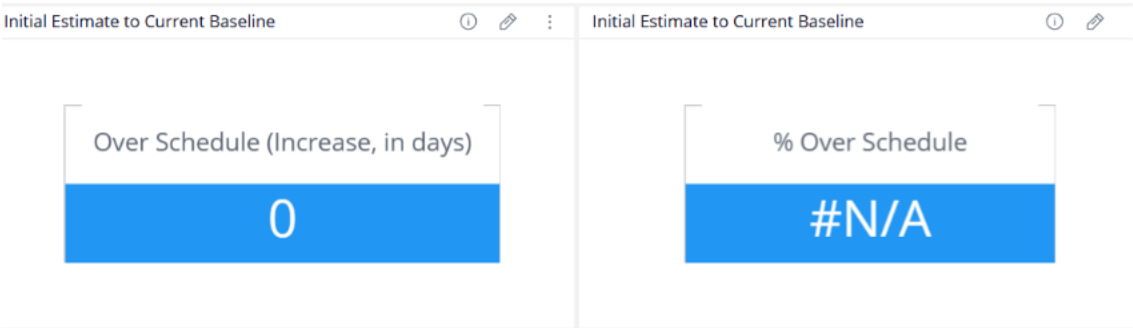 Initial Estimate to Current Baseline
Over Schedule (Increase, in days)
0
Initial Estimate to Current Baseline
% Over Schedule
#N/A